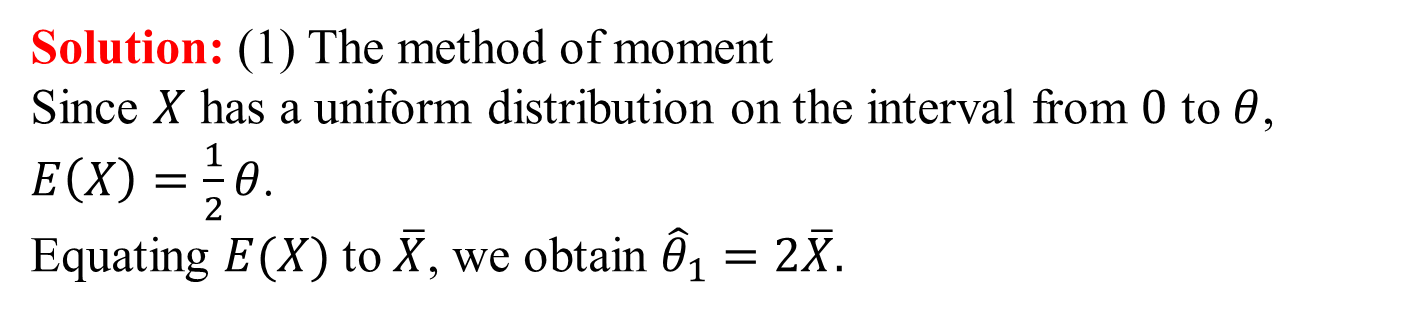 Solution: (1) The method of moment
Since 𝑋 has a uniform distribution on the interval from 0 to 𝜃,
𝐸(𝑋) = 1/2 𝜃.
Equating 𝐸(𝑋) to 𝑋̅, we obtain 𝜃̂₁ = 2𝑋̅.